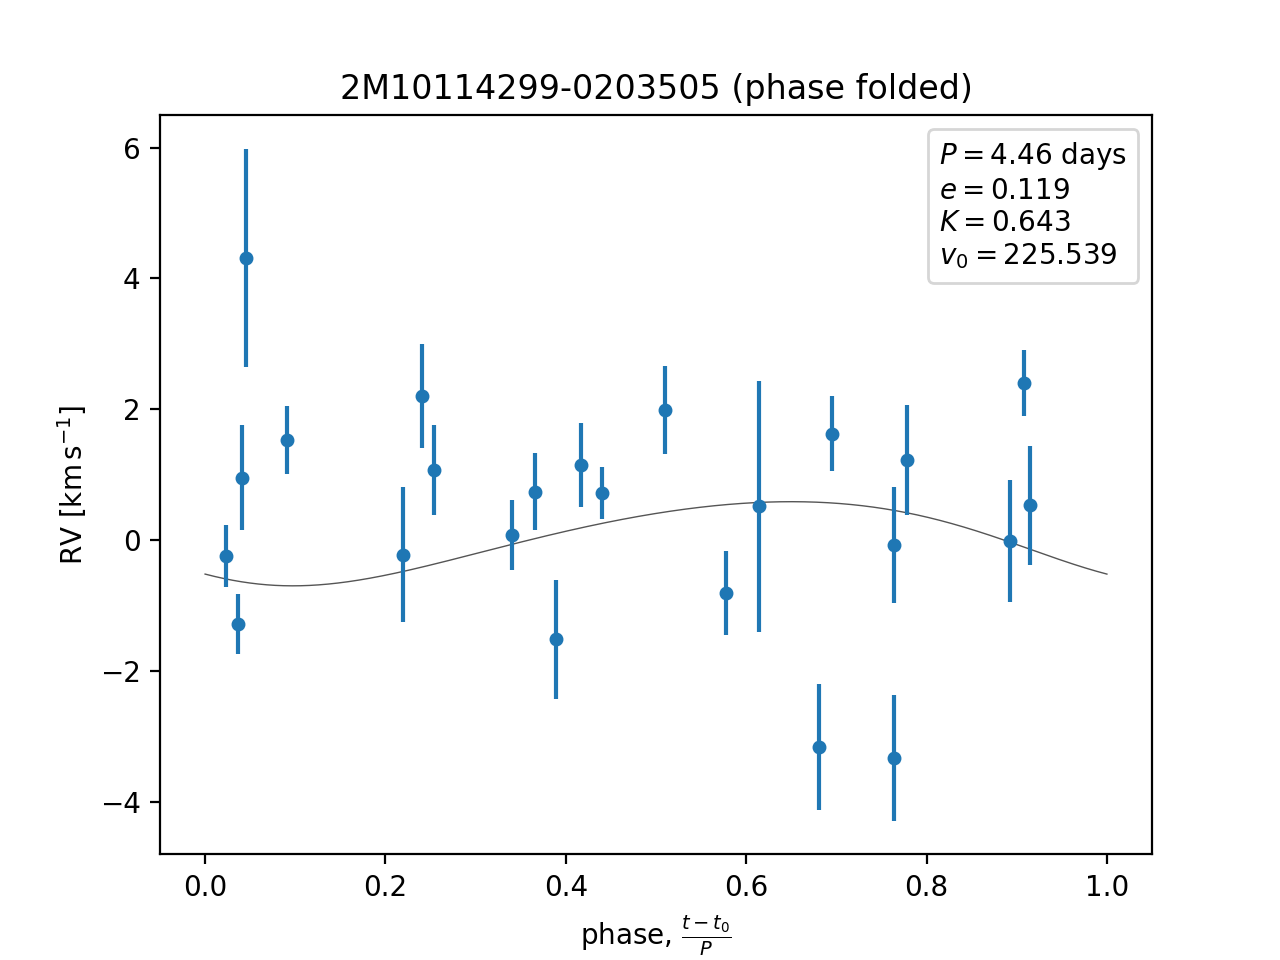 2M10114299-0203505 (phase folded)
P = 4.46 days
e = 0.119
K = 0.643
v₀ = 225.539
RV [km s⁻¹]
6
4
2
0
−2
−4
0.0 0.2 0.4 0.6 0.8 1.0
phase, (t − t₀)/P